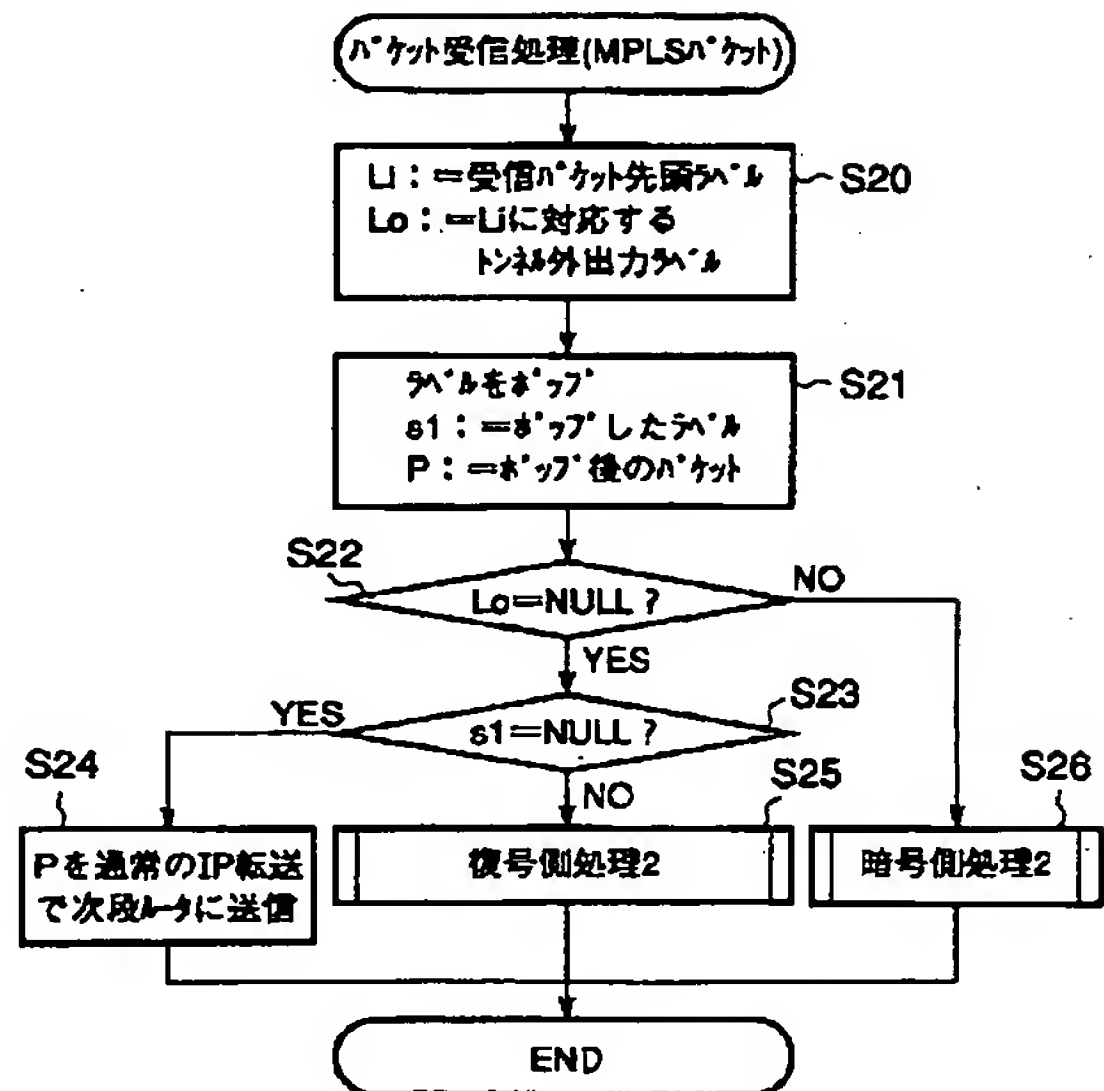 パケット受信処理(MPLSパケット)
Li：＝受信パケット先頭ラベル
Lo：＝Liに対応する
トンネル外出力ラベル
S20
ラベルをポップ
s1：＝ポップしたラベル
P：＝ポップ後のパケット
S21
S22
Lo＝NULL？
NO
YES
S23
YES
s1＝NULL？
NO
S24
S25
S26
Pを通常のIP転送
で次段ルータに送信
復号側処理2
暗号側処理2
END